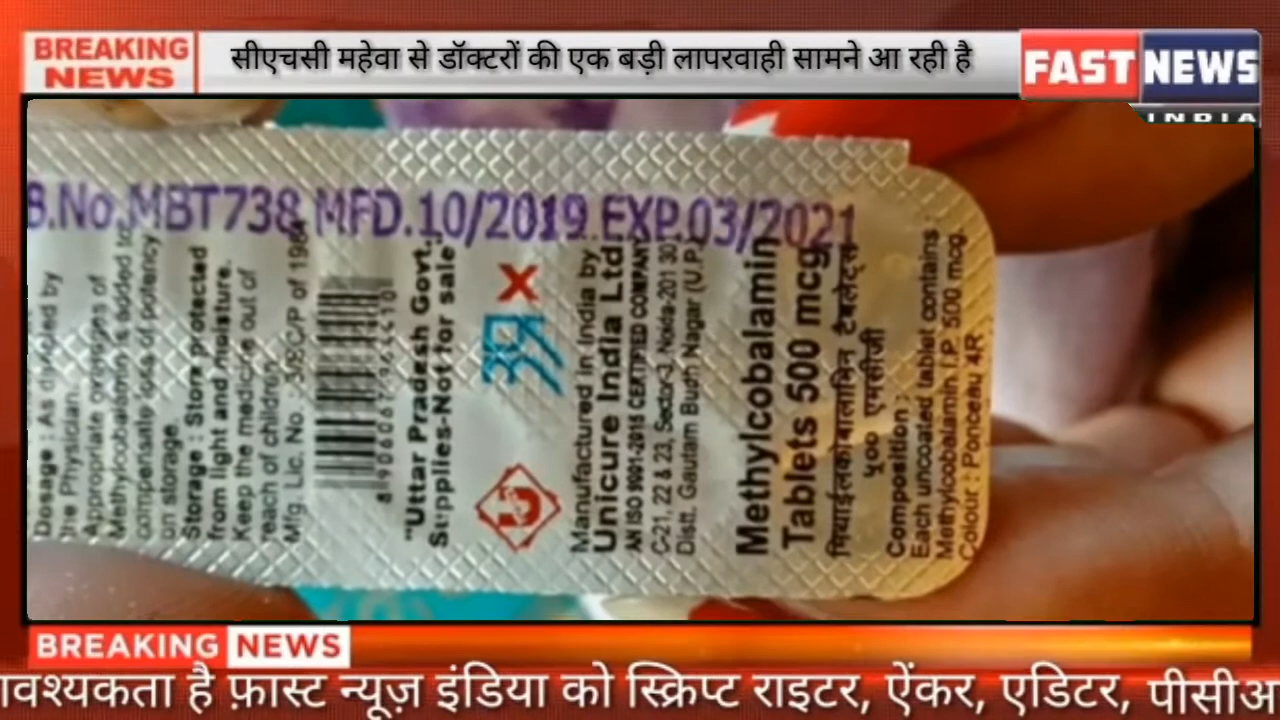 BREAKING
NEWS
सीएचसी महेवा से डॉक्टरों की एक बड़ी लापरवाही सामने आ रही है
FAST NEWS
INDIA
B.No.MBT738 MFD.10/2019 EXP.03/2021
Dosage : As directed by
the Physician.
Appropriate overages of
Methylcobalamin is added to
compensate loss of potency
on storage.
Storage : Store protected
from light and moisture.
Keep the medicine out of
reach of children.
Mfg. Lic. No. :
"Uttar Pradesh Govt.
Supplies-Not for sale"
Manufactured in India by
Unicure India Ltd
AN ISO 9001-2015 CERTIFIED COMPANY
C-21, 22 & 23, Sector-3, Noida-201 30
Distt. Gautam Budh Nagar (U.P.)
Methylcobalamin
Tablets 500 mcg
मिथाईलकोबालामिन टैबलेट्स
५०० एमसीजी
Composition :
Each uncoated tablet contains :
Methylcobalamin I.P. 500 mcg.
Colour : Ponceau 4R
BREAKING NEWS
वश्यकता है फ़ास्ट न्यूज़ इंडिया को स्क्रिप्ट राइटर, ऐंकर, एडिटर, पीसीआ